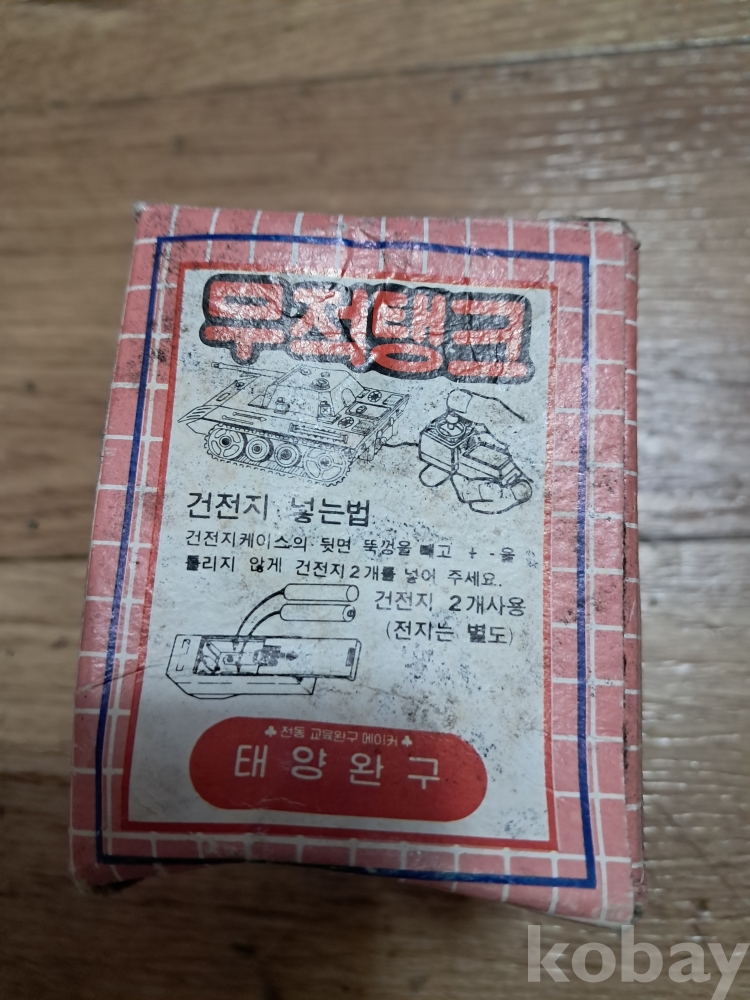 무적탱크
건전지 넣는법
건전지케이스의 뒷면 뚜껑을 빼고 + -을
틀리지 않게 건전지2개를 넣어 주세요.
건전지 2개사용
(전지는 별도)
♣ 전동 교육완구 메이커 ♣
태양완구
kobay